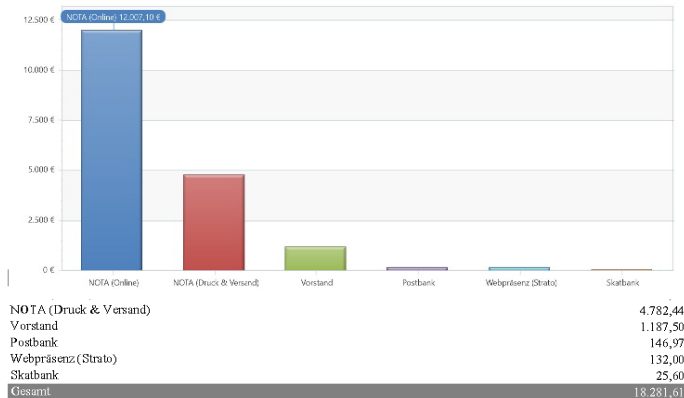 12.500 €
NOTA (Online) 12.007,10 €
10.000 €
7.500 €
5.000 €
2.500 €
0 €
NOTA (Online) NOTA (Druck & Versand) Vorstand Postbank Webpräsenz (Strato) Skatbank
NOTA (Druck & Versand) 4.782,44
Vorstand 1.187,50
Postbank 146,97
Webpräsenz (Strato) 132,00
Skatbank 25,60
Gesamt 18.281,61